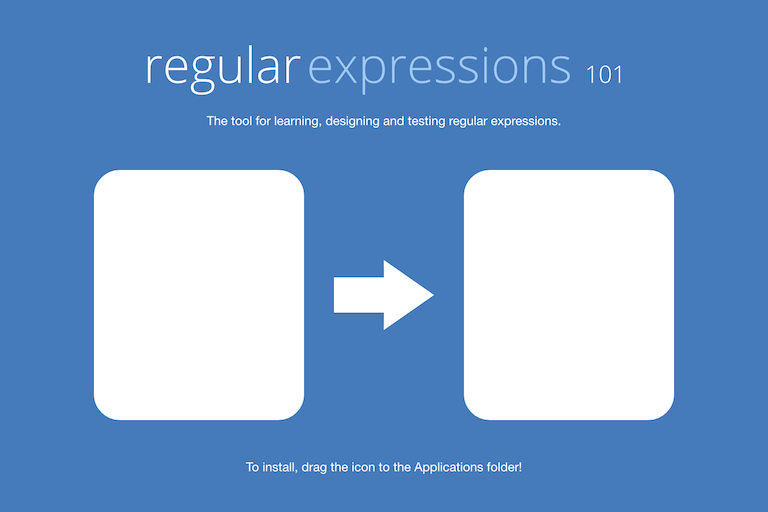 regular expressions 101
The tool for learning, designing and testing regular expressions.
To install, drag the icon to the Applications folder!